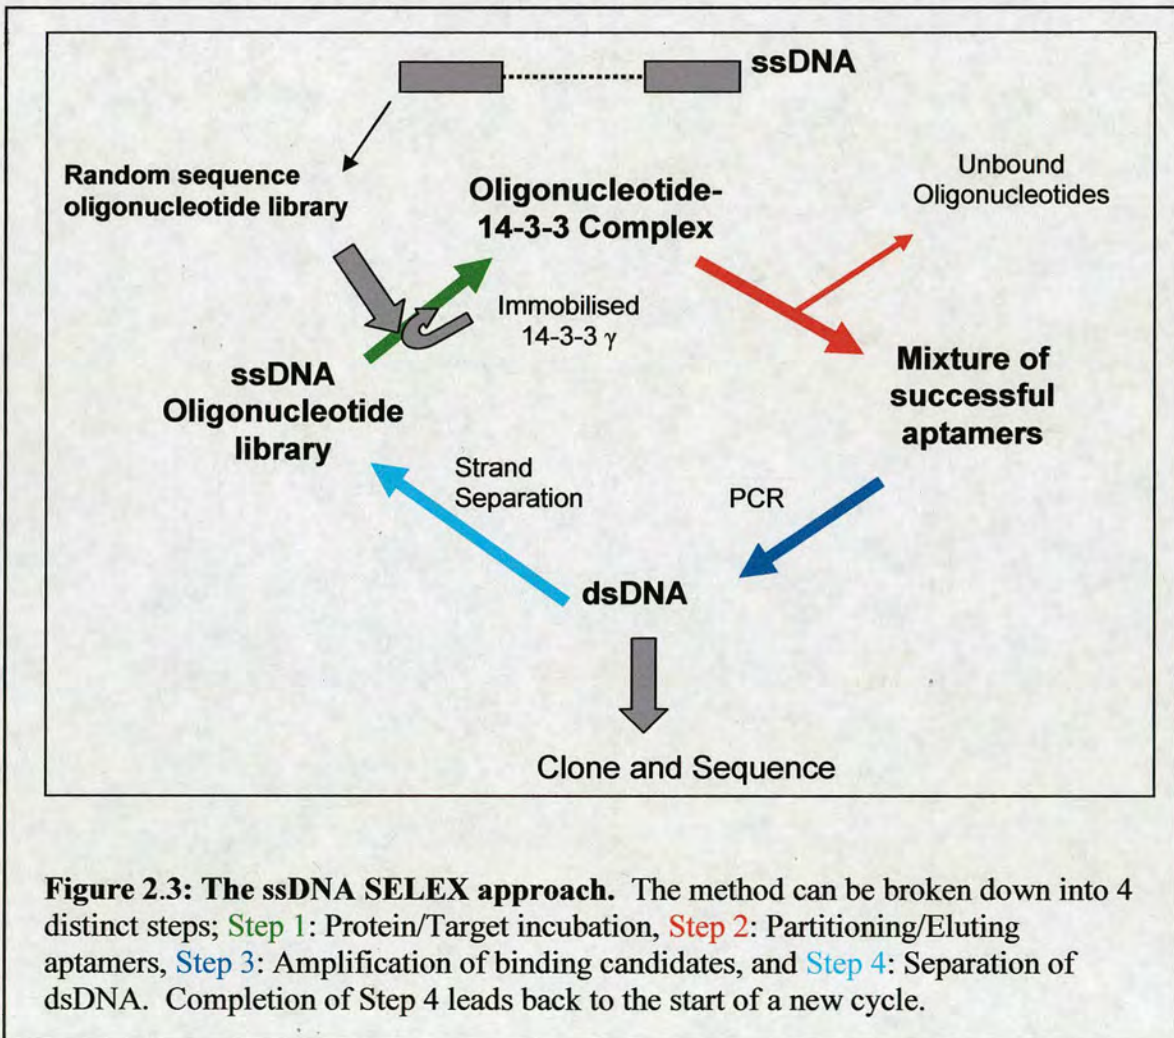 ssDNA
Random sequence
oligonucleotide library
Oligonucleotide-
14-3-3 Complex
Unbound
Oligonucleotides
Immobilised
14-3-3 γ
ssDNA
Oligonucleotide
library
Mixture of
successful
aptamers
Strand
Separation
PCR
dsDNA
Clone and Sequence
Figure 2.3: The ssDNA SELEX approach. The method can be broken down into 4
distinct steps; Step 1: Protein/Target incubation, Step 2: Partitioning/Eluting
aptamers, Step 3: Amplification of binding candidates, and Step 4: Separation of
dsDNA. Completion of Step 4 leads back to the start of a new cycle.